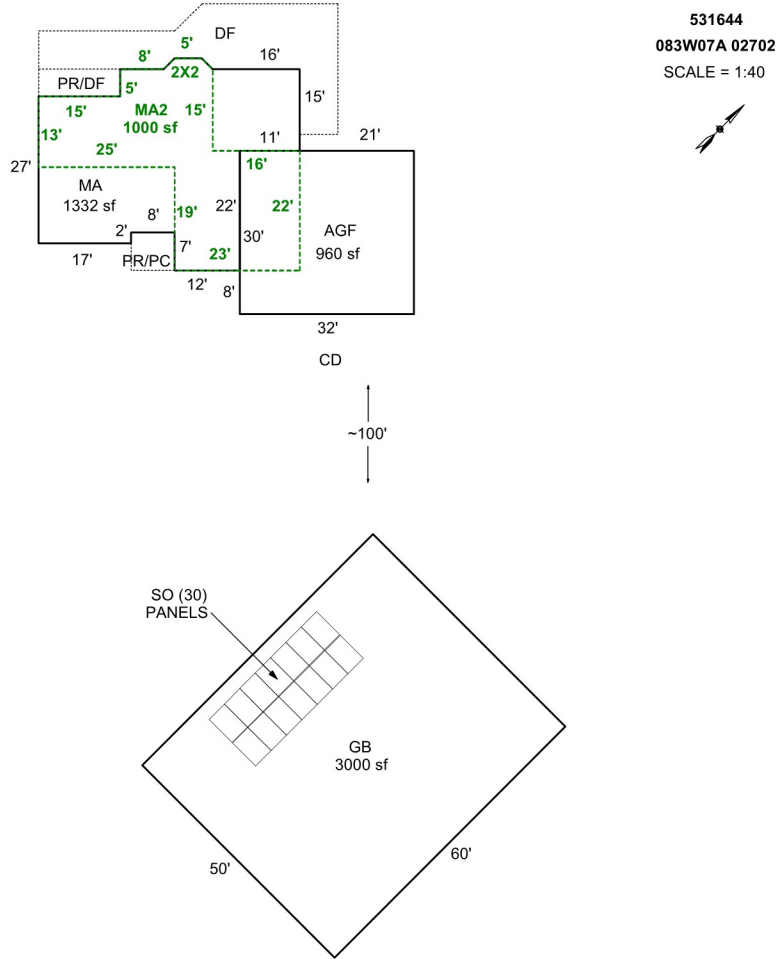 531644
083W07A 02702
SCALE = 1:40
DF
5'
8'
16'
2X2
PR/DF
5'
15'
15'
MA2
1000 sf
15'
13'
11'
21'
25'
16'
27'
MA
1332 sf
8'
19'
22'
22'
AGF
960 sf
2'
7'
30'
PR/PC
23'
17'
12'
8'
32'
CD
~100'
SO (30)
PANELS
GB
3000 sf
50'
60'